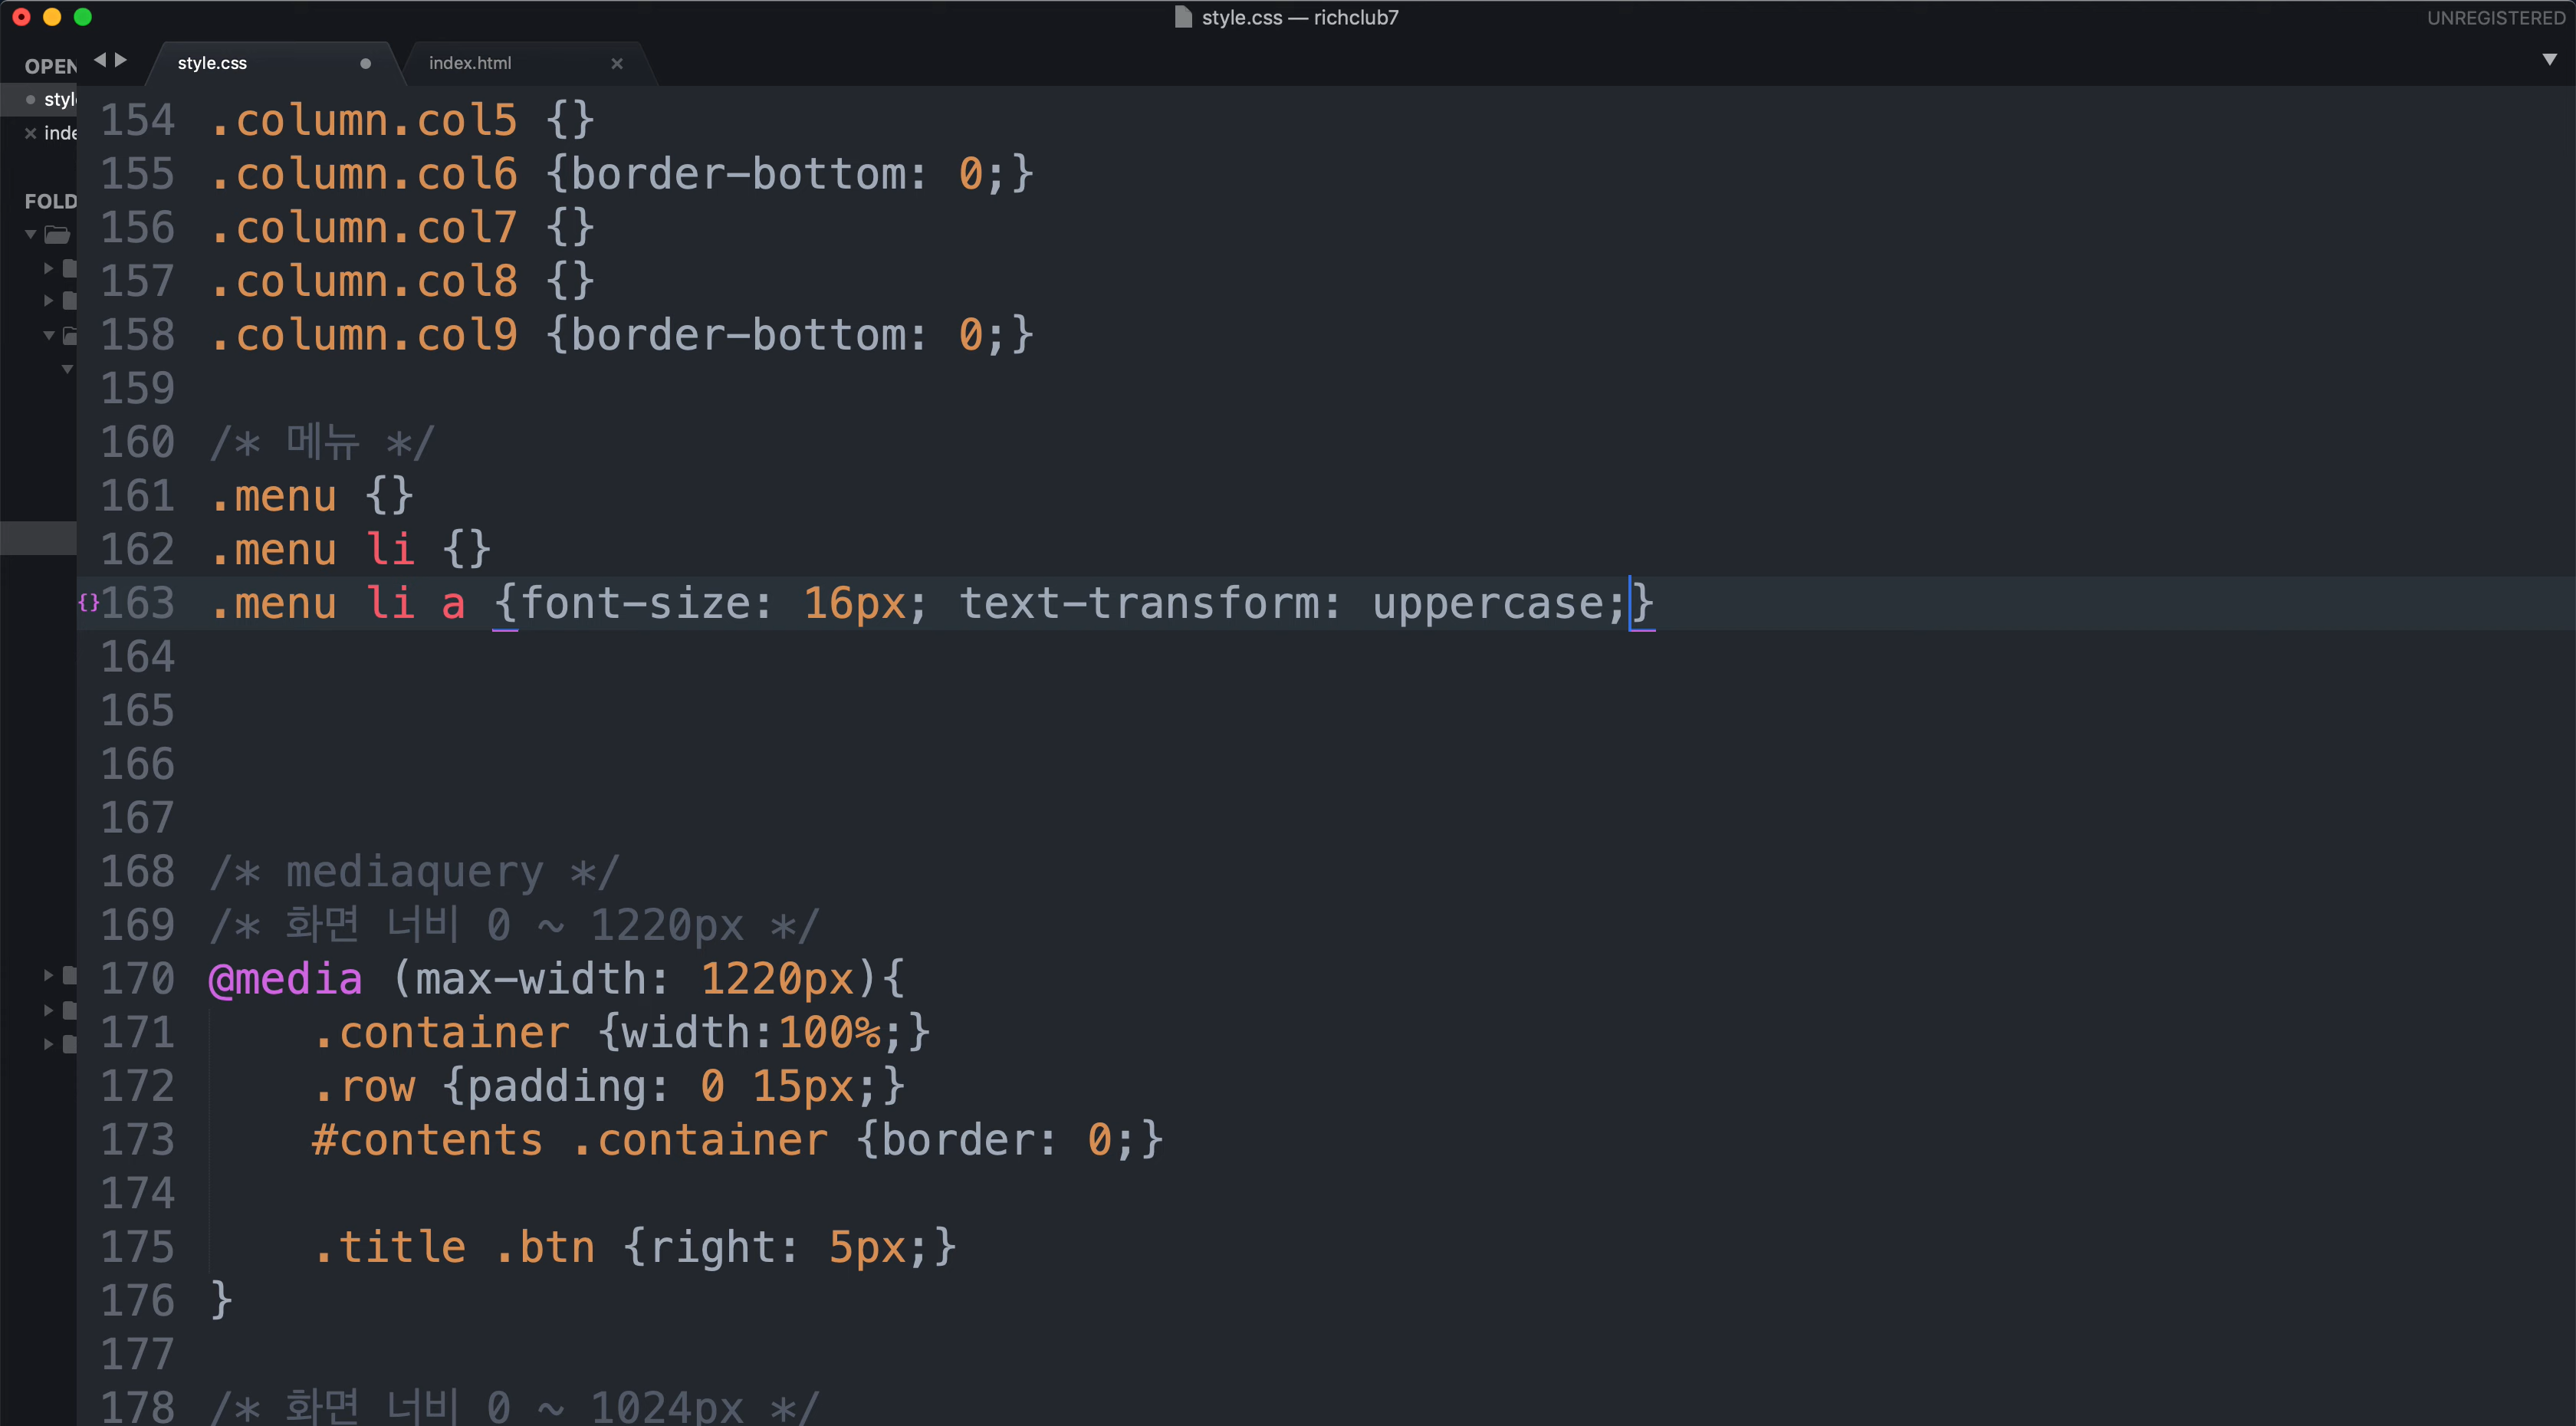 style.css — richclub7
UNREGISTERED
OPEN
style.css
index.html
inde
FOLD
154 .column.col5 {}
155 .column.col6 {border-bottom: 0;}
156 .column.col7 {}
157 .column.col8 {}
158 .column.col9 {border-bottom: 0;}
159
160 /* 메뉴 */
161 .menu {}
162 .menu li {}
{}163 .menu li a {font-size: 16px; text-transform: uppercase;}
164
165
166
167
168 /* mediaquery */
169 /* 화면 너비 0 ~ 1220px */
170 @media (max-width: 1220px){
171 .container {width:100%;}
172 .row {padding: 0 15px;}
173 #contents .container {border: 0;}
174
175 .title .btn {right: 5px;}
176 }
177
178 /* 화면 너비 0 ~ 1024px */